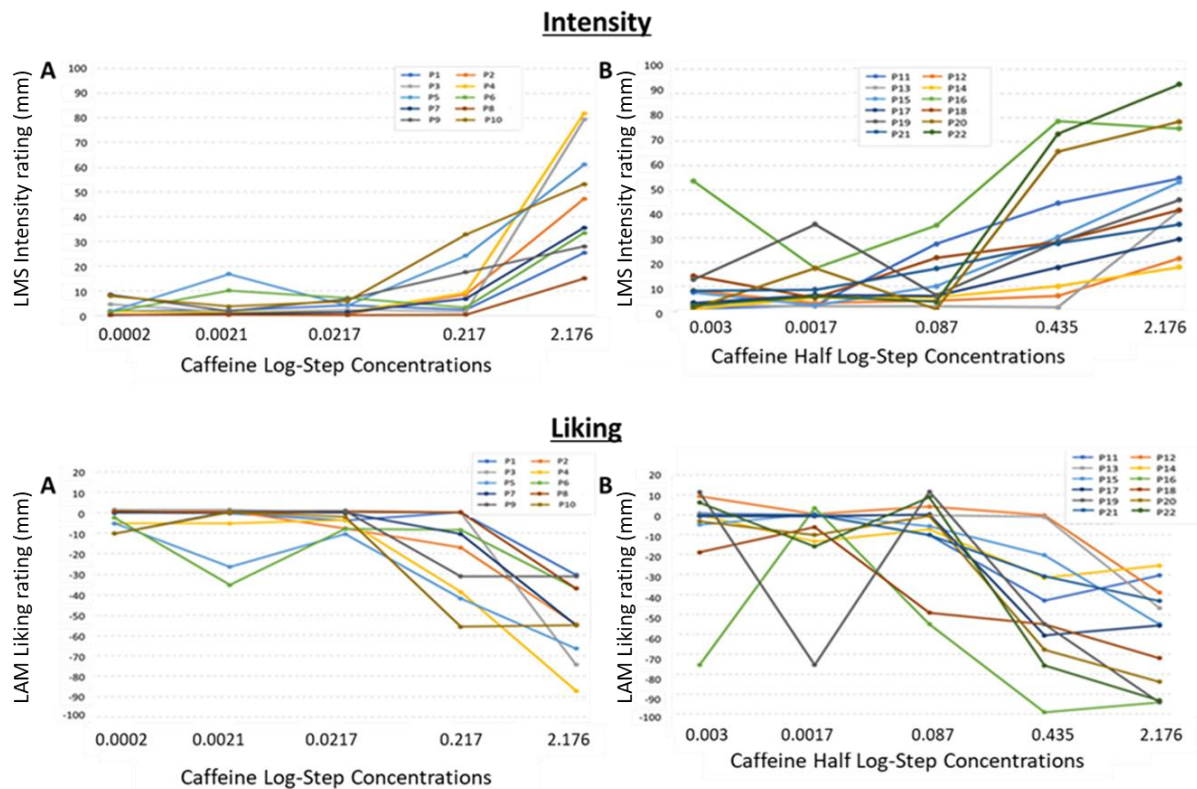 Intensity
A
LMS Intensity rating (mm)
100
90
80
70
60
50
40
30
20
10
0
P1 P2
P3 P4
P5 P6
P7 P8
P9 P10
0.0002 0.0021 0.0217 0.217 2.176
Caffeine Log-Step Concentrations
B
LMS Intensity rating (mm)
100
90
80
70
60
50
40
30
20
10
0
P11 P12
P13 P14
P15 P16
P17 P18
P19 P20
P21 P22
0.003 0.0017 0.087 0.435 2.176
Caffeine Half Log-Step Concentrations
Liking
A
LAM Liking rating (mm)
20
10
0
-10
-20
-30
-40
-50
-60
-70
-80
-90
-100
P1 P2
P3 P4
P5 P6
P7 P8
P9 P10
0.0002 0.0021 0.0217 0.217 2.176
Caffeine Log-Step Concentrations
B
LAM Liking rating (mm)
20
10
0
-10
-20
-30
-40
-50
-60
-70
-80
-90
-100
P11 P12
P13 P14
P15 P16
P17 P18
P19 P20
P21 P22
0.003 0.0017 0.087 0.435 2.176
Caffeine Half Log-Step Concentrations